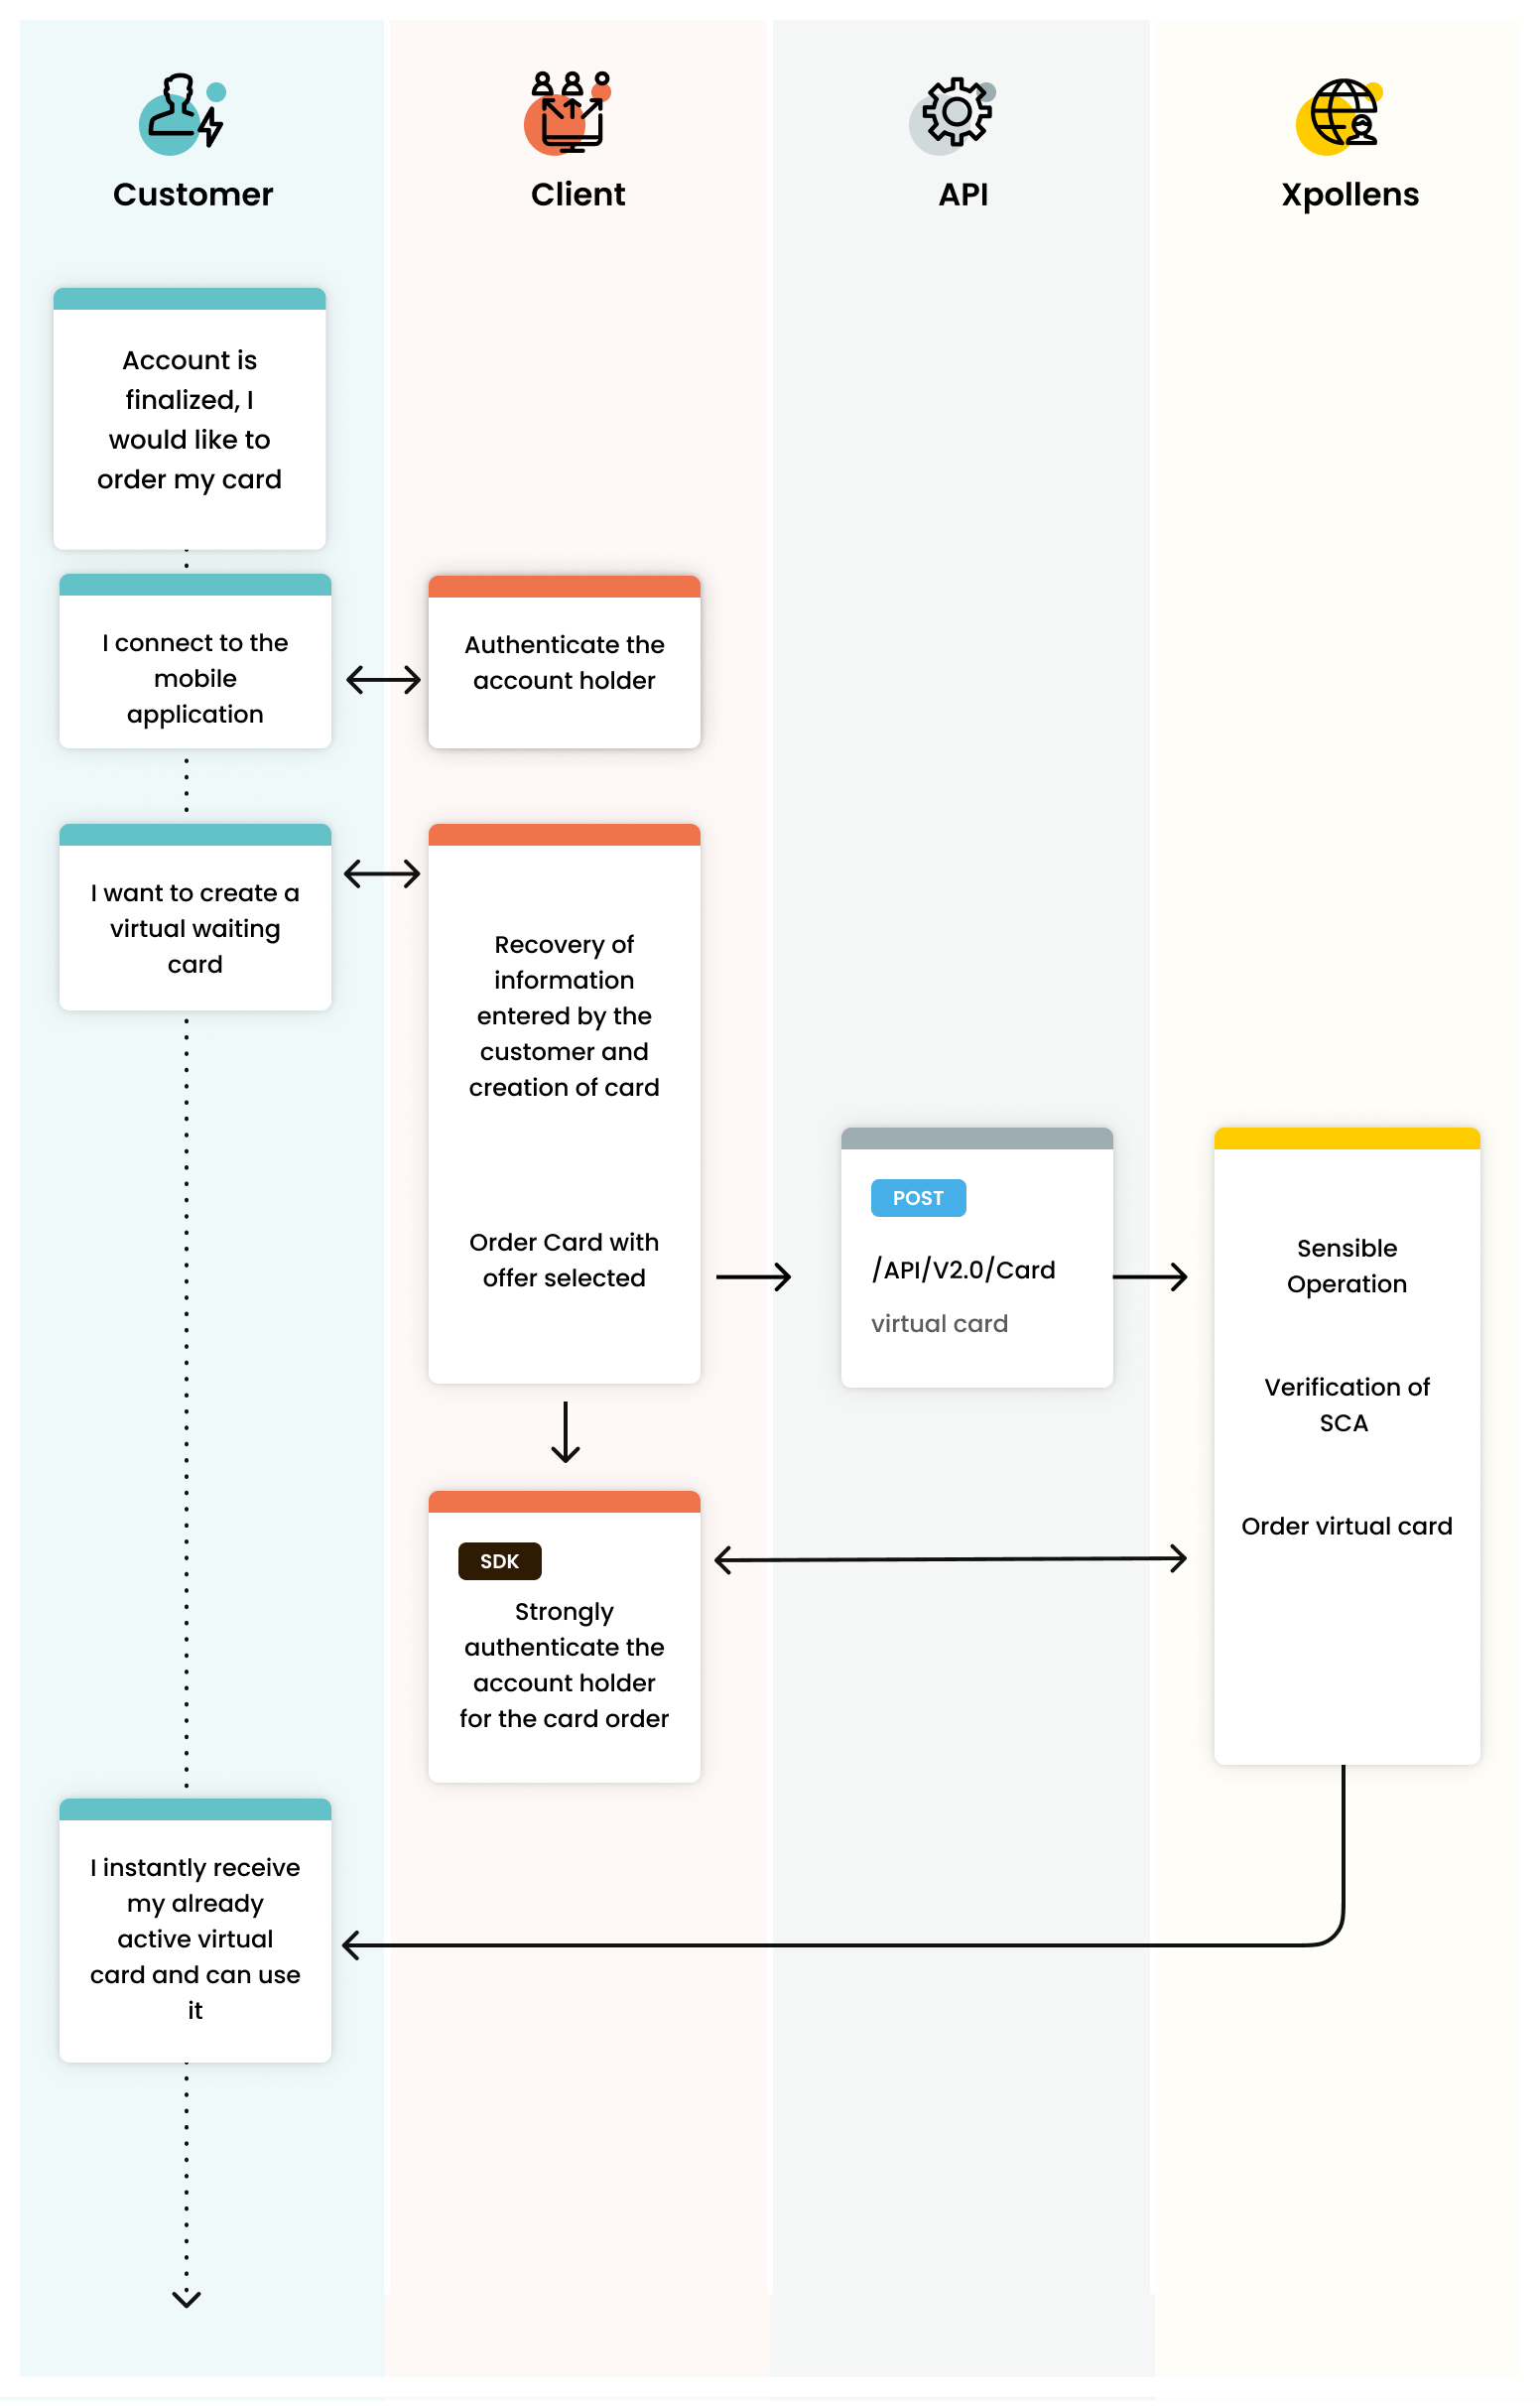 Customer
Client
API
Xpollens
Account is
finalized, I
would like to
order my card
I connect to the
mobile
application
Authenticate the
account holder
I want to create a
virtual waiting
card
Recovery of
information
entered by the
customer and
creation of card
Order Card with
offer selected
POST
/API/V2.0/Card
virtual card
Sensible
Operation
Verification of
SCA
Order virtual card
SDK
Strongly
authenticate the
account holder
for the card order
I instantly receive
my already
active virtual
card and can use
it